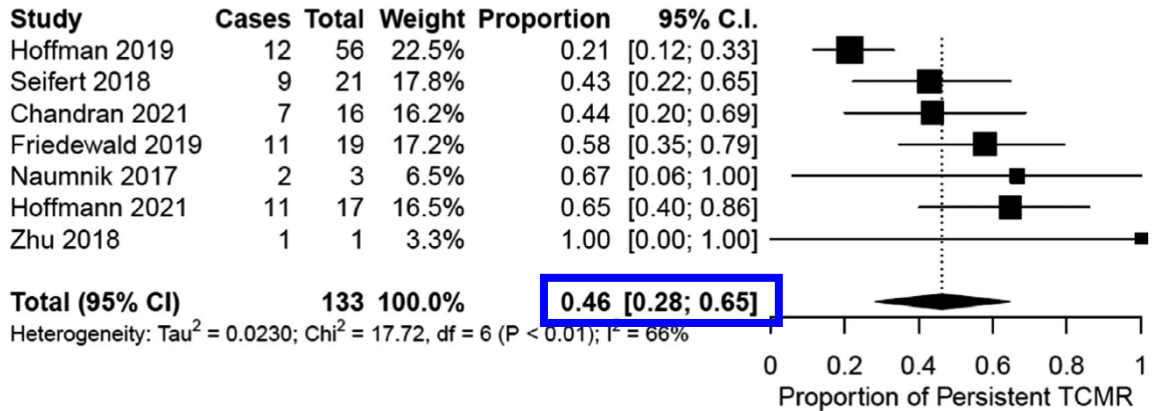 Study Cases Total Weight Proportion 95% C.I.
Hoffman 2019 12 56 22.5% 0.21 [0.12; 0.33]
Seifert 2018 9 21 17.8% 0.43 [0.22; 0.65]
Chandran 2021 7 16 16.2% 0.44 [0.20; 0.69]
Friedewald 2019 11 19 17.2% 0.58 [0.35; 0.79]
Naumnik 2017 2 3 6.5% 0.67 [0.06; 1.00]
Hoffmann 2021 11 17 16.5% 0.65 [0.40; 0.86]
Zhu 2018 1 1 3.3% 1.00 [0.00; 1.00]
Total (95% CI) 133 100.0% 0.46 [0.28; 0.65]
Heterogeneity: Tau² = 0.0230; Chi² = 17.72, df = 6 (P < 0.01); I² = 66%
0 0.2 0.4 0.6 0.8 1
Proportion of Persistent TCMR